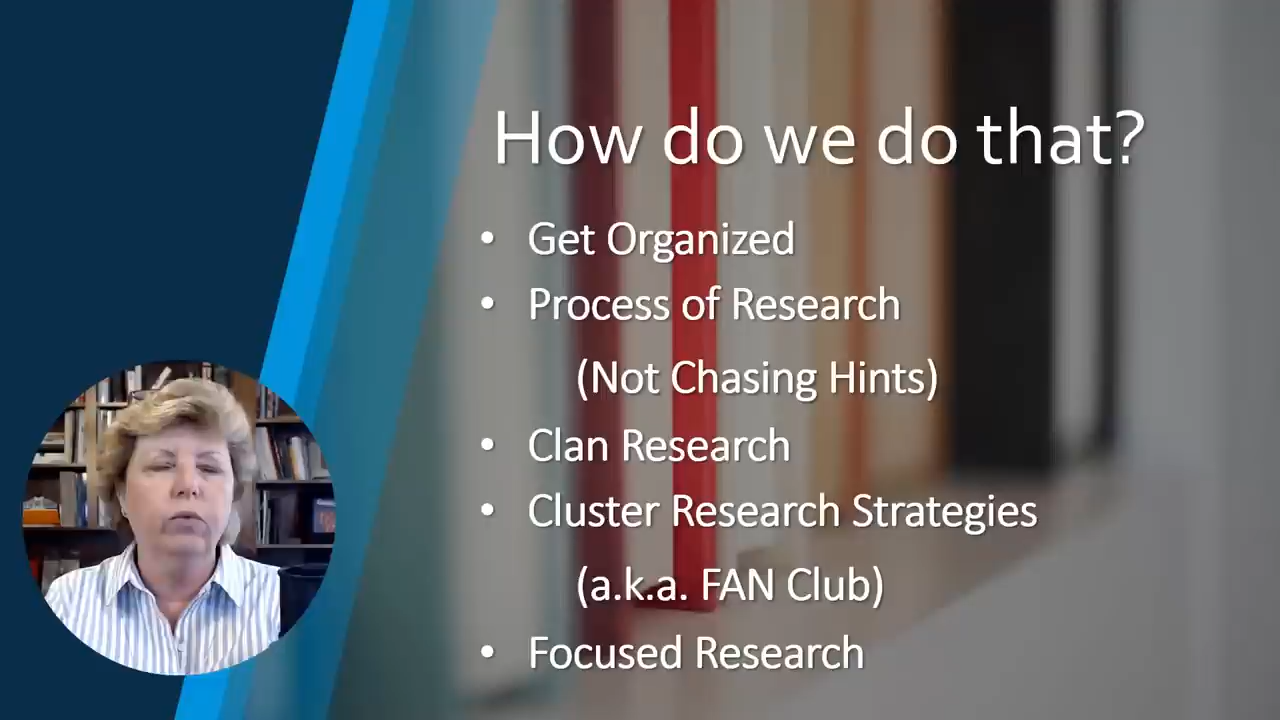 How do we do that?
• Get Organized
• Process of Research
(Not Chasing Hints)
• Clan Research
• Cluster Research Strategies
(a.k.a. FAN Club)
• Focused Research